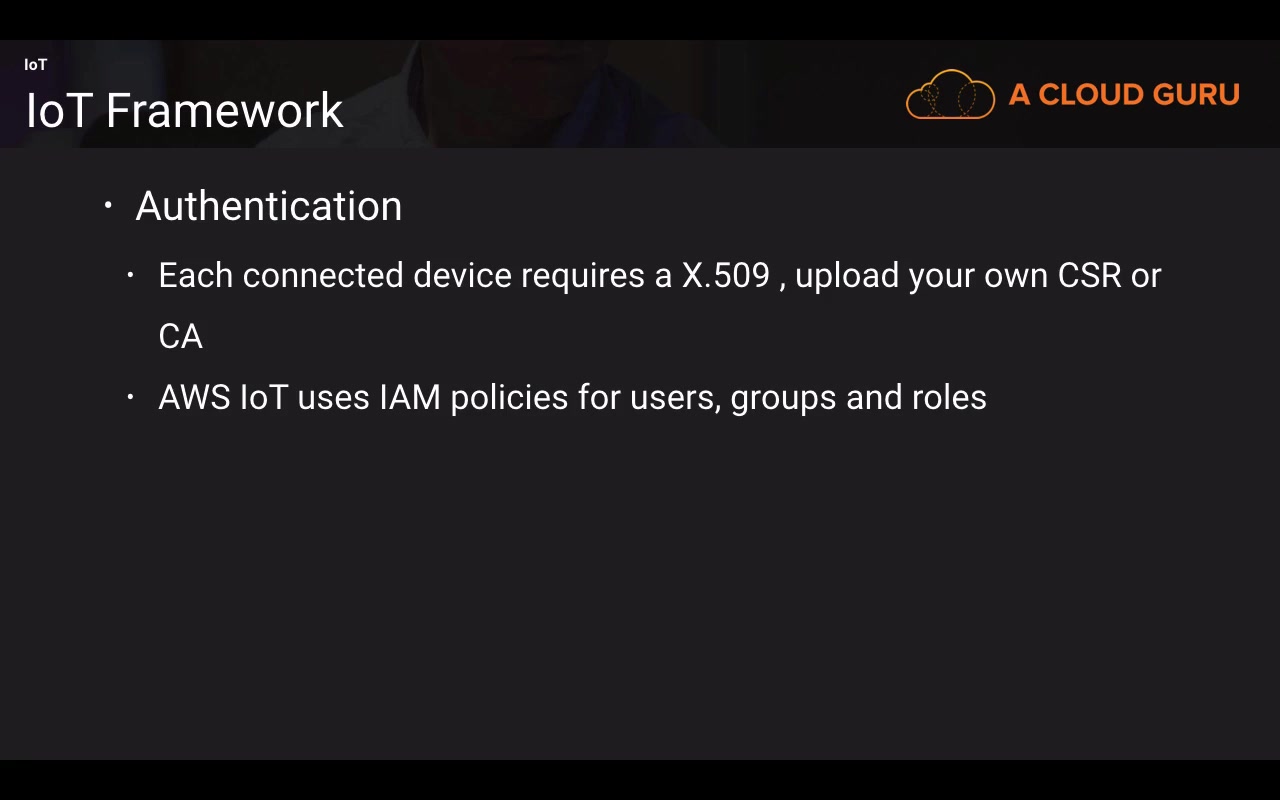 IoT
IoT Framework
A CLOUD GURU
• Authentication
• Each connected device requires a X.509 , upload your own CSR or
CA
• AWS IoT uses IAM policies for users, groups and roles